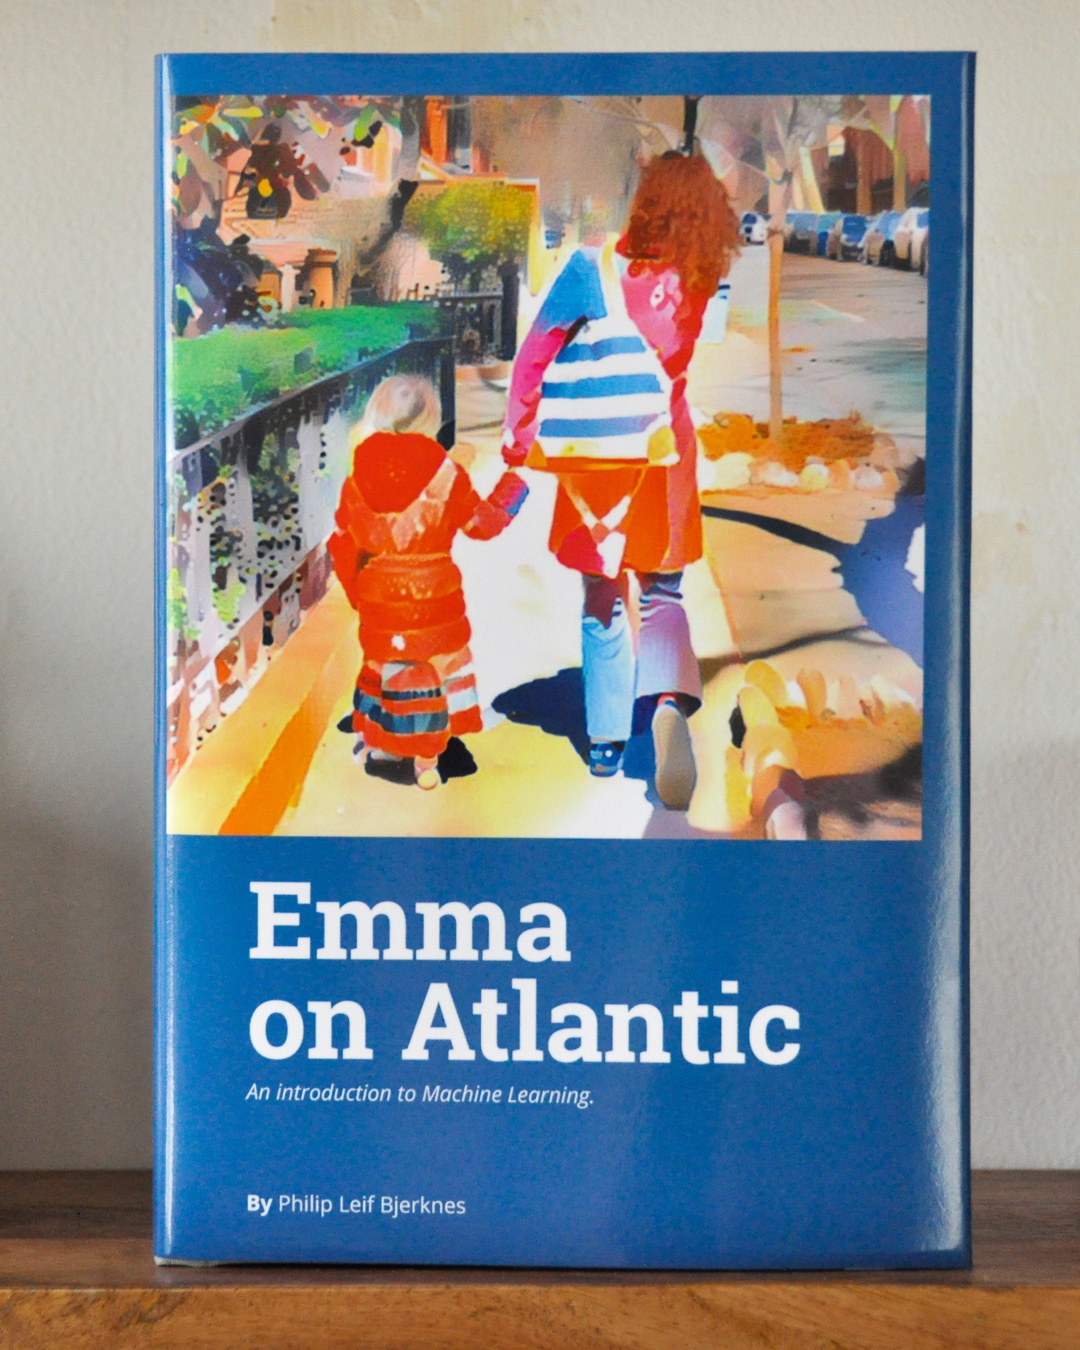 Emma
on Atlantic
An introduction to Machine Learning.
By Philip Leif Bjerknes